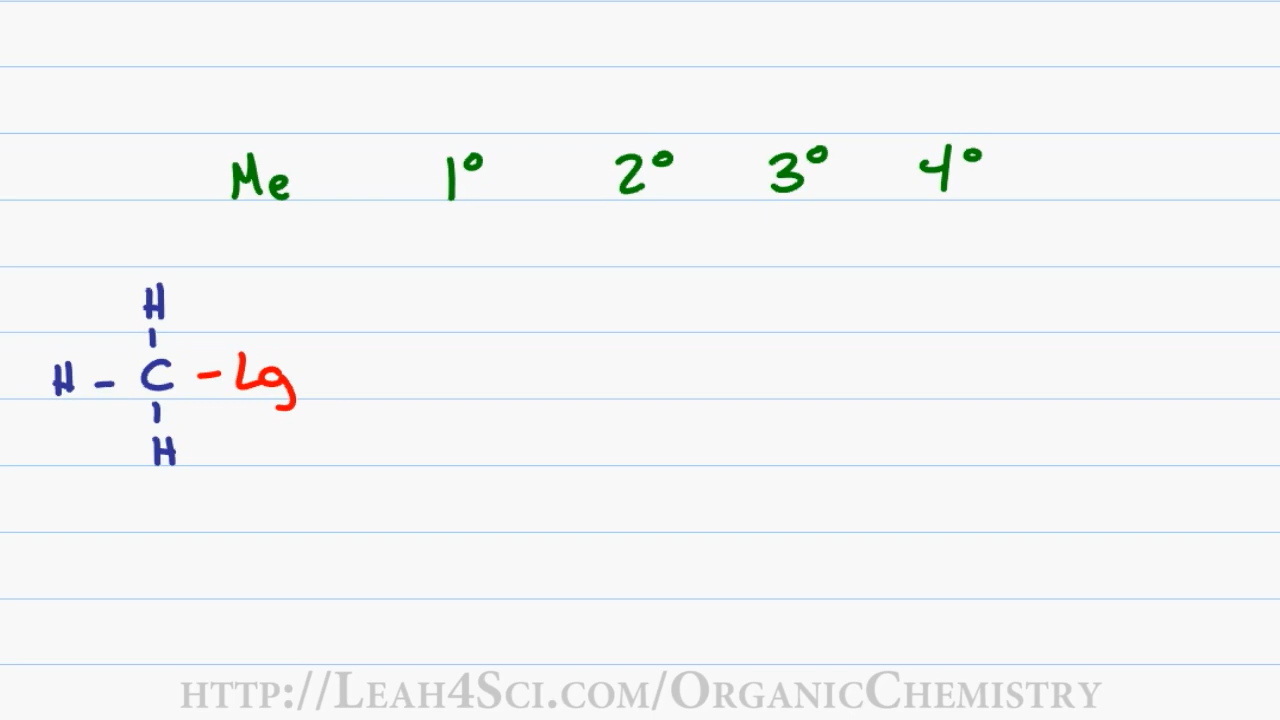 Me 1° 2° 3° 4°
H
H - C - Lg
H
http://Leah4Sci.com/OrganicChemistry